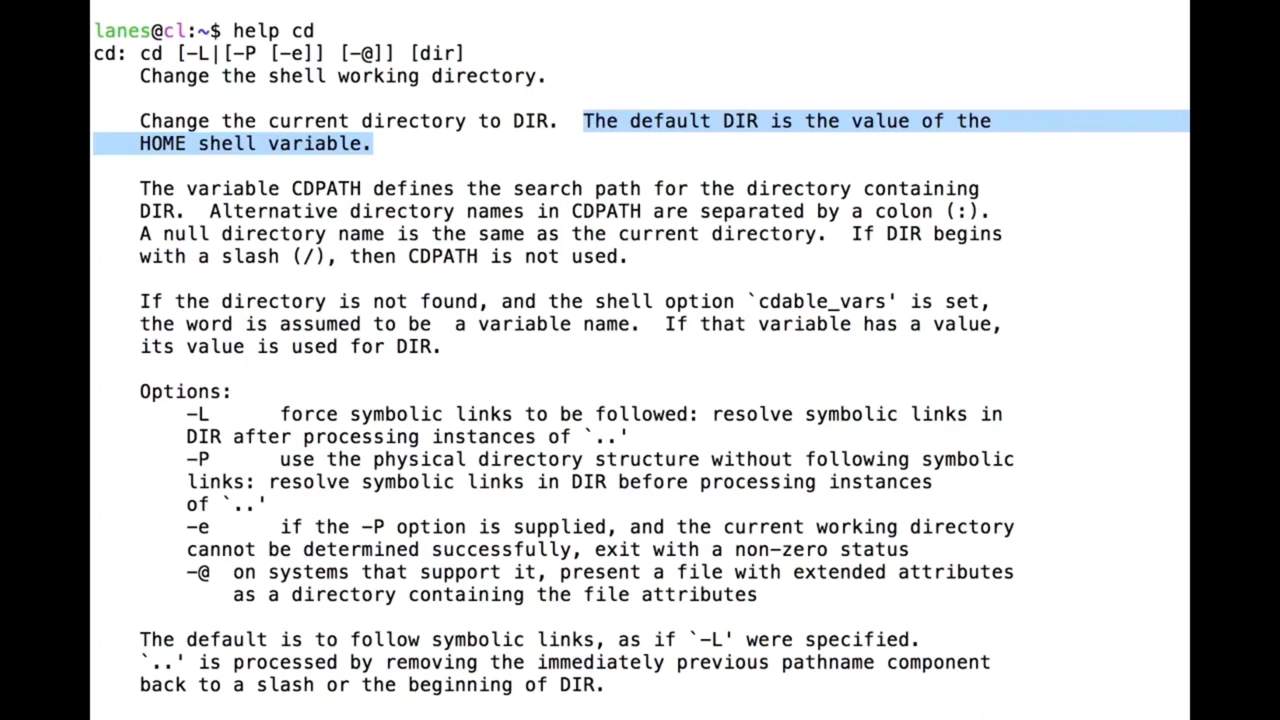 lanes@cl:~$ help cd
cd: cd [-L|[-P [-e]] [-@]] [dir]
    Change the shell working directory.

    Change the current directory to DIR.  The default DIR is the value of the
    HOME shell variable.

    The variable CDPATH defines the search path for the directory containing
    DIR.  Alternative directory names in CDPATH are separated by a colon (:).
    A null directory name is the same as the current directory.  If DIR begins
    with a slash (/), then CDPATH is not used.

    If the directory is not found, and the shell option `cdable_vars' is set,
    the word is assumed to be  a variable name.  If that variable has a value,
    its value is used for DIR.

    Options:
        -L      force symbolic links to be followed: resolve symbolic links in
        DIR after processing instances of `..'
        -P      use the physical directory structure without following symbolic
        links: resolve symbolic links in DIR before processing instances
        of `..'
        -e      if the -P option is supplied, and the current working directory
        cannot be determined successfully, exit with a non-zero status
        -@  on systems that support it, present a file with extended attributes
            as a directory containing the file attributes

    The default is to follow symbolic links, as if `-L' were specified.
    `..' is processed by removing the immediately previous pathname component
    back to a slash or the beginning of DIR.